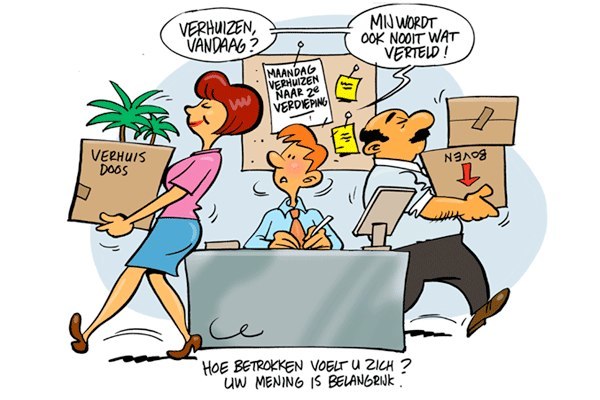 VERHUIZEN,
VANDAAG?
MIJ WORDT
OOK NOOIT WAT
VERTELD!
MAANDAG
VERHUIZEN
NAAR 2e
VERDIEPING
!
VERHUIS
DOOS
BOVEN
HOE BETROKKEN VOELT U ZICH?
UW MENING IS BELANGRIJK.